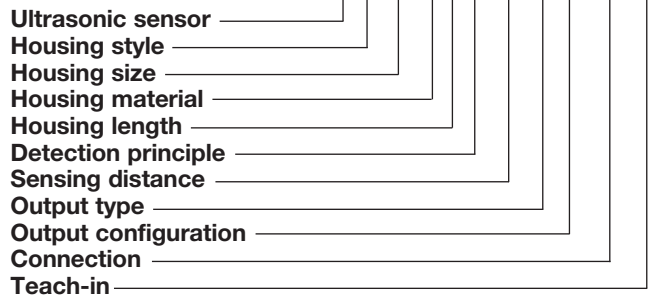 Ultrasonic sensor
Housing style
Housing size
Housing material
Housing length
Detection principle
Sensing distance
Output type
Output configuration
Connection
Teach-in